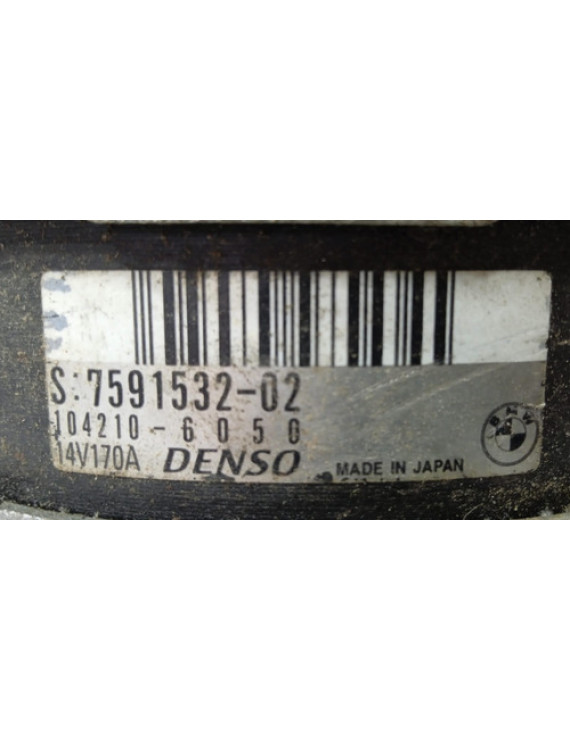 S:7591532-02
104210-6050
14V170A DENSO MADE IN JAPAN
BMW